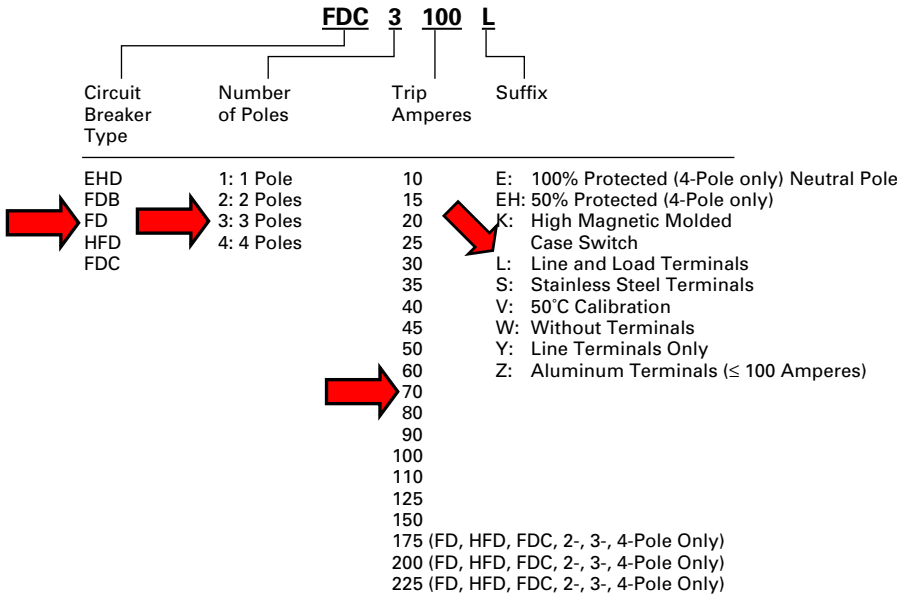 FDC 3 100 L
Circuit Number Trip Suffix
Breaker of Poles Amperes
Type
EHD 1: 1 Pole 10 E: 100% Protected (4-Pole only) Neutral Pole
FDB 2: 2 Poles 15 EH: 50% Protected (4-Pole only)
FD 3: 3 Poles 20 K: High Magnetic Molded
HFD 4: 4 Poles 25 Case Switch
FDC 30 L: Line and Load Terminals
35 S: Stainless Steel Terminals
40 V: 50˚C Calibration
45 W: Without Terminals
50 Y: Line Terminals Only
60 Z: Aluminum Terminals (≤ 100 Amperes)
70
80
90
100
110
125
150
175 (FD, HFD, FDC, 2-, 3-, 4-Pole Only)
200 (FD, HFD, FDC, 2-, 3-, 4-Pole Only)
225 (FD, HFD, FDC, 2-, 3-, 4-Pole Only)